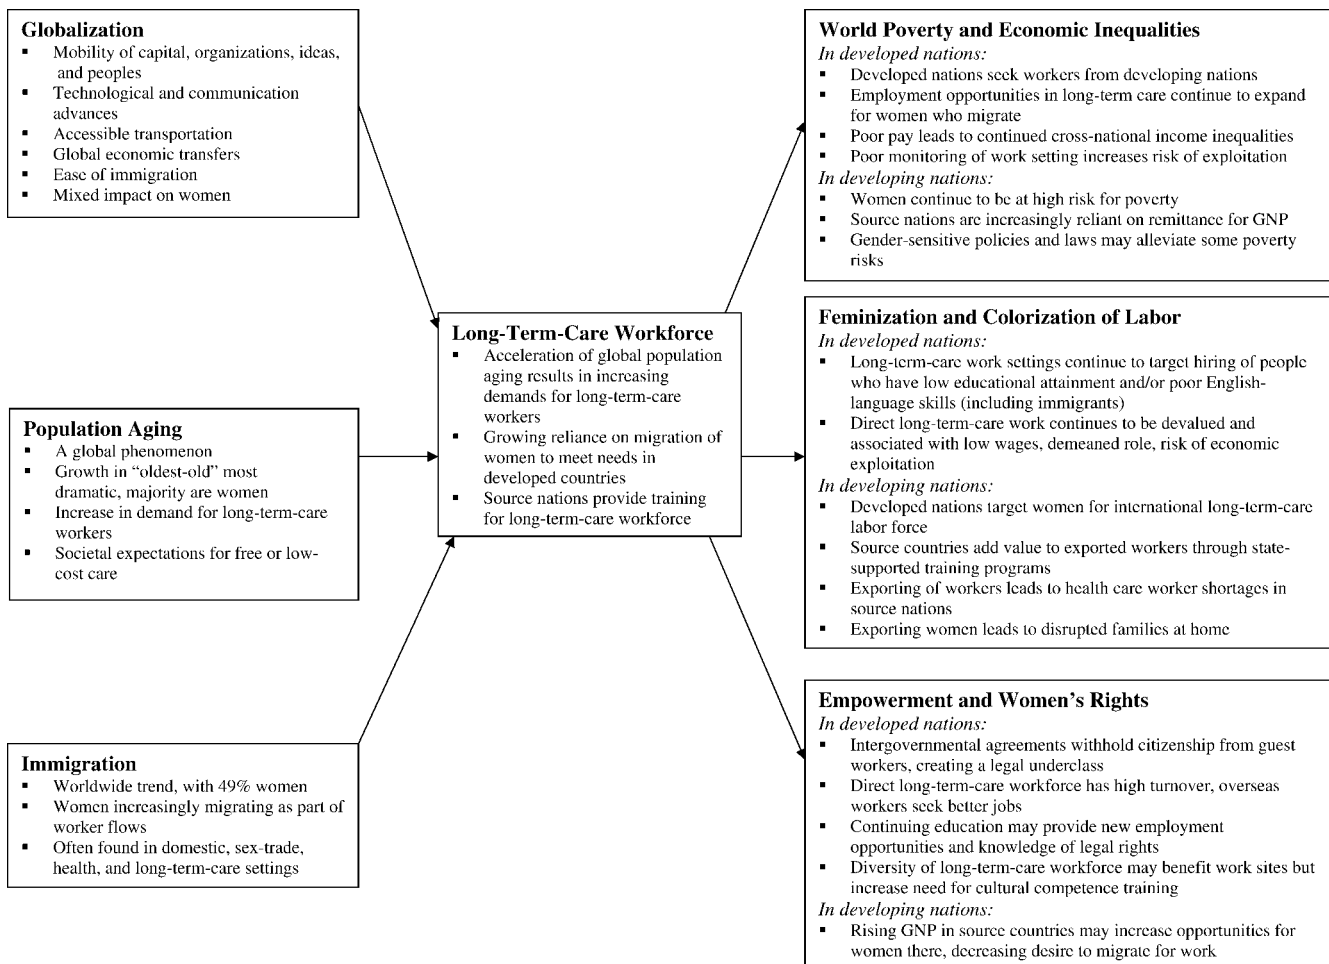 Globalization
▪ Mobility of capital, organizations, ideas,
and peoples
▪ Technological and communication
advances
▪ Accessible transportation
▪ Global economic transfers
▪ Ease of immigration
▪ Mixed impact on women
Population Aging
▪ A global phenomenon
▪ Growth in “oldest-old” most
dramatic, majority are women
▪ Increase in demand for long-term-care
workers
▪ Societal expectations for free or low-
cost care
Immigration
▪ Worldwide trend, with 49% women
▪ Women increasingly migrating as part of
worker flows
▪ Often found in domestic, sex-trade,
health, and long-term-care settings
Long-Term-Care Workforce
▪ Acceleration of global population
aging results in increasing
demands for long-term-care
workers
▪ Growing reliance on migration of
women to meet needs in
developed countries
▪ Source nations provide training
for long-term-care workforce
World Poverty and Economic Inequalities
In developed nations:
▪ Developed nations seek workers from developing nations
▪ Employment opportunities in long-term care continue to expand
for women who migrate
▪ Poor pay leads to continued cross-national income inequalities
▪ Poor monitoring of work setting increases risk of exploitation
In developing nations:
▪ Women continue to be at high risk for poverty
▪ Source nations are increasingly reliant on remittance for GNP
▪ Gender-sensitive policies and laws may alleviate some poverty
risks
Feminization and Colorization of Labor
In developed nations:
▪ Long-term-care work settings continue to target hiring of people
who have low educational attainment and/or poor English-
language skills (including immigrants)
▪ Direct long-term-care work continues to be devalued and
associated with low wages, demeaned role, risk of economic
exploitation
In developing nations:
▪ Developed nations target women for international long-term-care
labor force
▪ Source countries add value to exported workers through state-
supported training programs
▪ Exporting of workers leads to health care worker shortages in
source nations
▪ Exporting women leads to disrupted families at home
Empowerment and Women’s Rights
In developed nations:
▪ Intergovernmental agreements withhold citizenship from guest
workers, creating a legal underclass
▪ Direct long-term-care workforce has high turnover, overseas
workers seek better jobs
▪ Continuing education may provide new employment
opportunities and knowledge of legal rights
▪ Diversity of long-term-care workforce may benefit work sites but
increase need for cultural competence training
In developing nations:
▪ Rising GNP in source countries may increase opportunities for
women there, decreasing desire to migrate for work